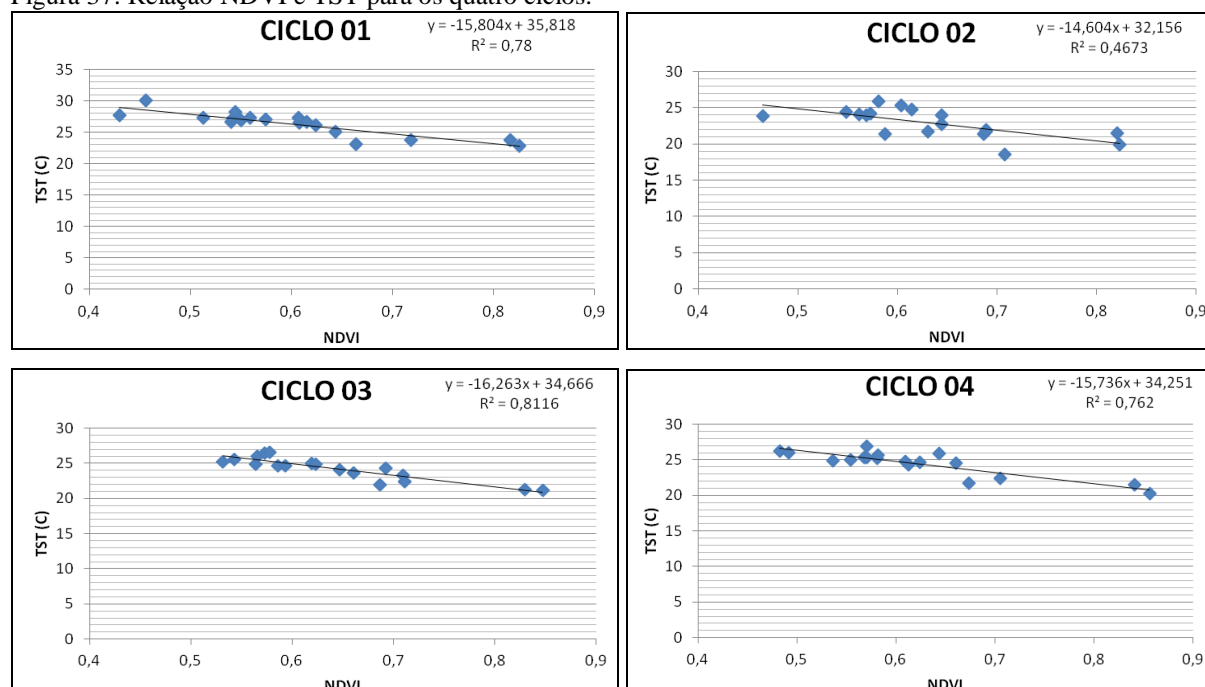 Figura 37. Relação NDVI e TST para os quatro ciclos.
CICLO 01
y = -15,804x + 35,818
R² = 0,78
35
30
25
20
15
10
5
0
TST (C)
0,4 0,5 0,6 0,7 0,8 0,9
NDVI
CICLO 02
y = -14,604x + 32,156
R² = 0,4673
30
25
20
15
10
5
0
TST (C)
0,4 0,5 0,6 0,7 0,8 0,9
NDVI
CICLO 03
y = -16,263x + 34,666
R² = 0,8116
30
25
20
15
10
5
0
TST (C)
0,4 0,5 0,6 0,7 0,8 0,9
NDVI
CICLO 04
y = -15,736x + 34,251
R² = 0,762
30
25
20
15
10
5
0
TST (C)
0,4 0,5 0,6 0,7 0,8 0,9
NDVI